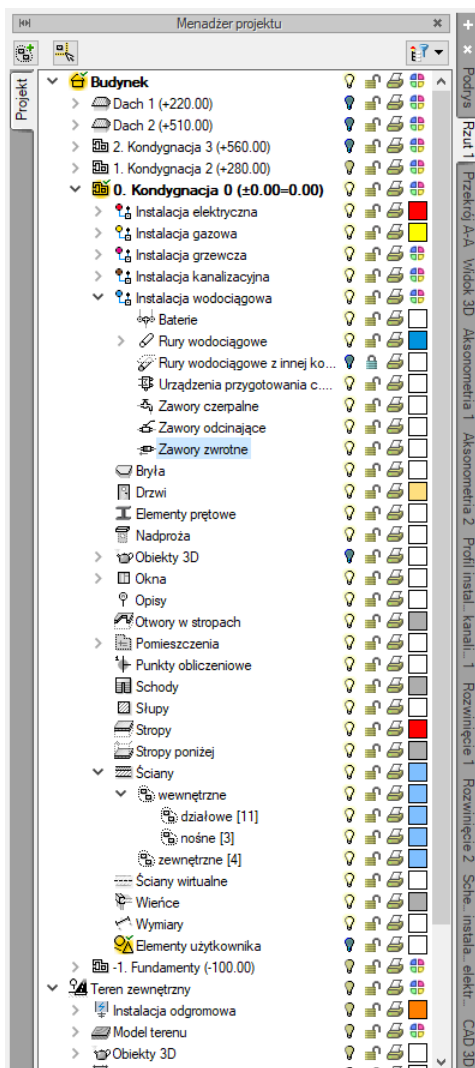 Menadżer projektu
Projekt
Budynek
Dach 1 (+220.00)
Dach 2 (+510.00)
2. Kondygnacja 3 (+560.00)
1. Kondygnacja 2 (+280.00)
0. Kondygnacja 0 (±0.00=0.00)
Instalacja elektryczna
Instalacja gazowa
Instalacja grzewcza
Instalacja kanalizacyjna
Instalacja wodociągowa
Baterie
Rury wodociągowe
Rury wodociągowe z innej ko...
Urządzenia przygotowania c....
Zawory czerpalne
Zawory odcinające
Zawory zwrotne
Bryła
Drzwi
Elementy prętowe
Nadproża
Obiekty 3D
Okna
Opisy
Otwory w stropach
Pomieszczenia
Punkty obliczeniowe
Schody
Słupy
Stropy
Stropy poniżej
Ściany
wewnętrzne
działowe [11]
nośne [3]
zewnętrzne [4]
Ściany wirtualne
Wieńce
Wymiary
Elementy użytkownika
-1. Fundamenty (-100.00)
Teren zewnętrzny
Instalacja odgromowa
Model terenu
Obiekty 3D
Podrys
Rzut 1
Przekrój A-A
Widok 3D
Aksonometria 1
Aksonometria 2
Profil instal... kanali... 1
Rozwinięcie 1
Rozwinięcie 2
Sche... instala... elektr...
CAD 3D